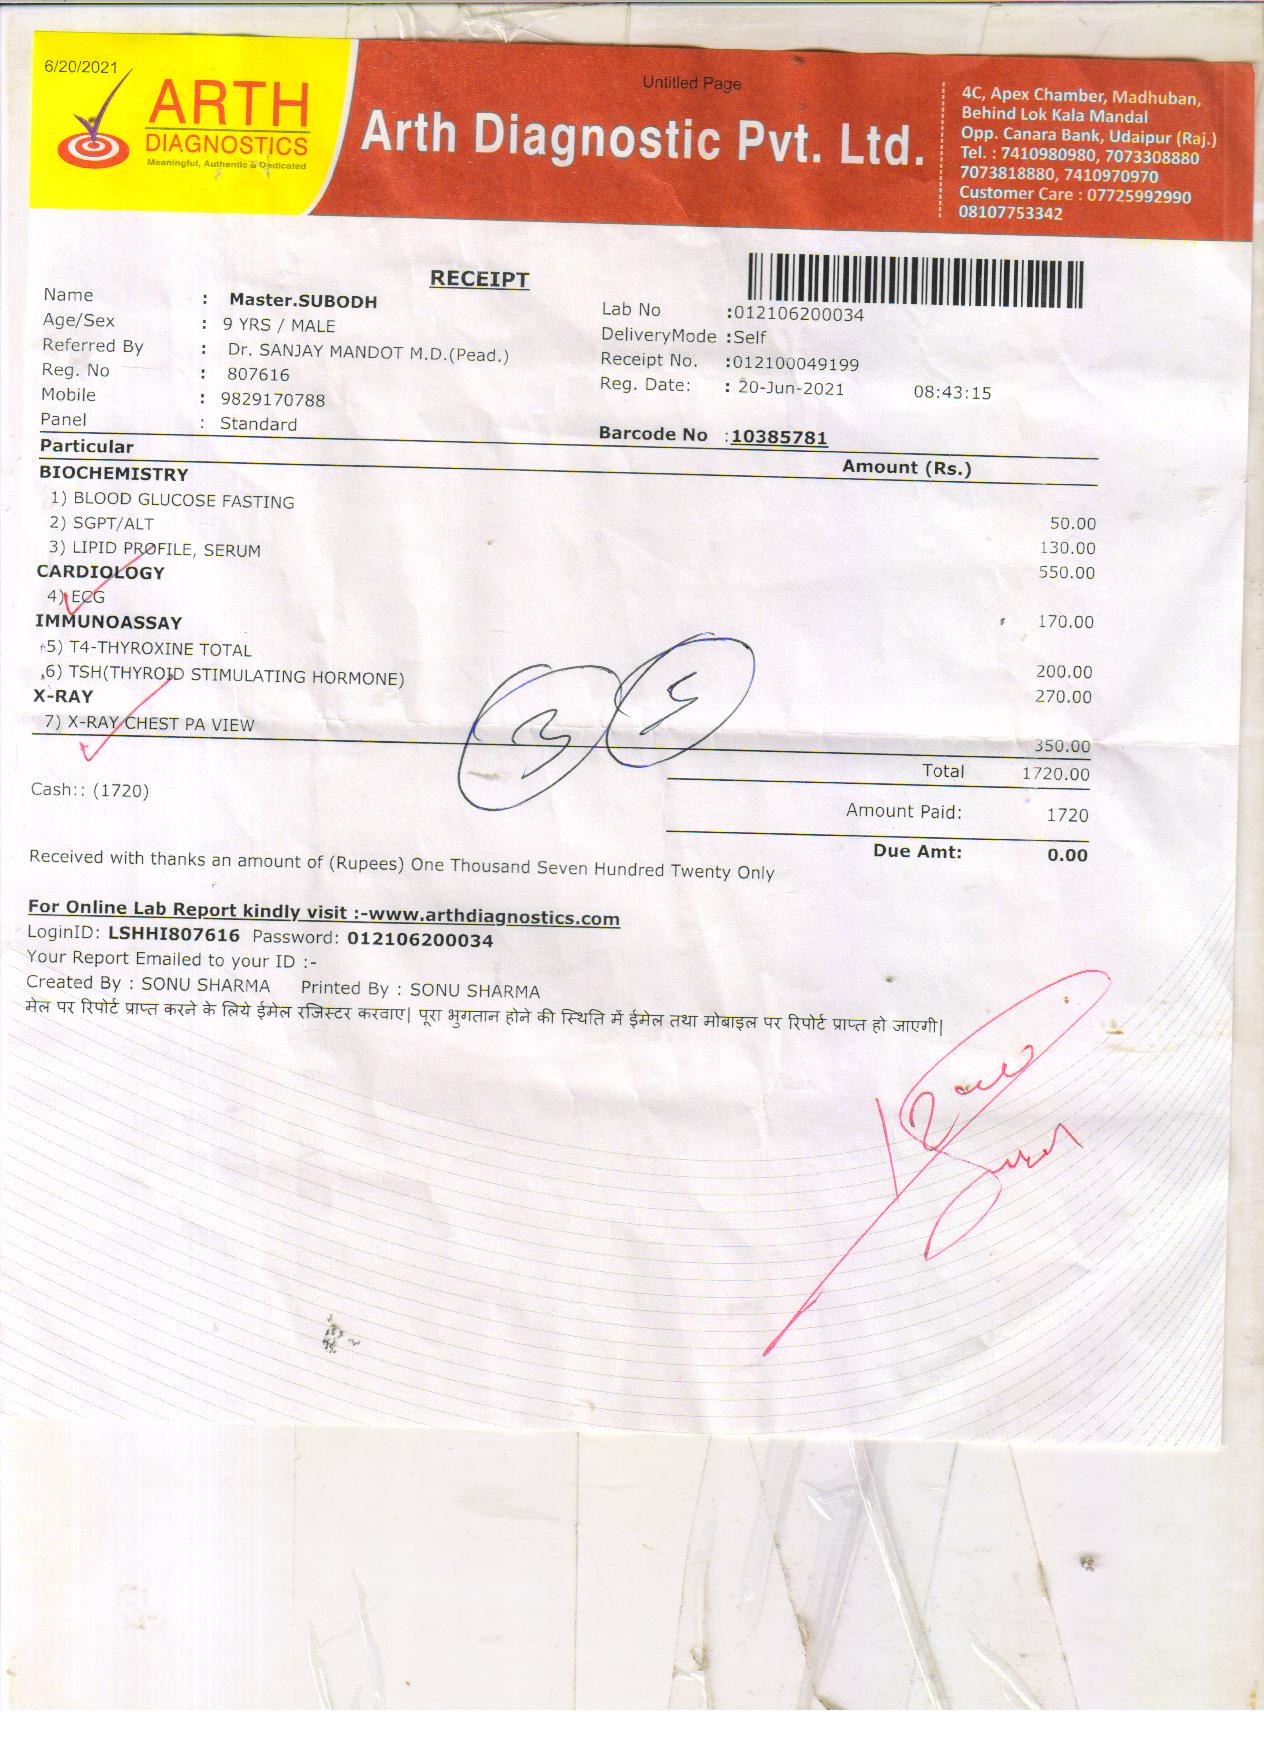 6/20/2021
Untitled Page
ARTH
DIAGNOSTICS
Meaningful, Authentic & Dedicated
Arth Diagnostic Pvt. Ltd.
4C, Apex Chamber, Madhuban,
Behind Lok Kala Mandal
Opp. Canara Bank, Udaipur (Raj.)
Tel. : 7410980980, 7073308880
7073818880, 7410970970
Customer Care : 07725992990
08107753342
RECEIPT
Name : Master.SUBODH
Lab No :012106200034
Age/Sex : 9 YRS / MALE
DeliveryMode :Self
Referred By : Dr. SANJAY MANDOT M.D.(Pead.)
Receipt No. :012100049199
Reg. No : 807616
Reg. Date: : 20-Jun-2021 08:43:15
Mobile : 9829170788
Panel : Standard
Barcode No :10385781
Particular Amount (Rs.)
BIOCHEMISTRY
1) BLOOD GLUCOSE FASTING 50.00
2) SGPT/ALT 130.00
3) LIPID PROFILE, SERUM 550.00
CARDIOLOGY
4) ECG 170.00
IMMUNOASSAY
5) T4-THYROXINE TOTAL 200.00
6) TSH(THYROID STIMULATING HORMONE) 270.00
X-RAY
7) X-RAY CHEST PA VIEW 350.00
Total 1720.00
Cash:: (1720)
Amount Paid: 1720
Due Amt: 0.00
Received with thanks an amount of (Rupees) One Thousand Seven Hundred Twenty Only
For Online Lab Report kindly visit :-www.arthdiagnostics.com
LoginID: LSHHI807616 Password: 012106200034
Your Report Emailed to your ID :-
Created By : SONU SHARMA Printed By : SONU SHARMA
मेल पर रिपोर्ट प्राप्त करने के लिये ईमेल रजिस्टर करवाए| पूरा भुगतान होने की स्थिति में ईमेल तथा मोबाइल पर रिपोर्ट प्राप्त हो जाएगी|